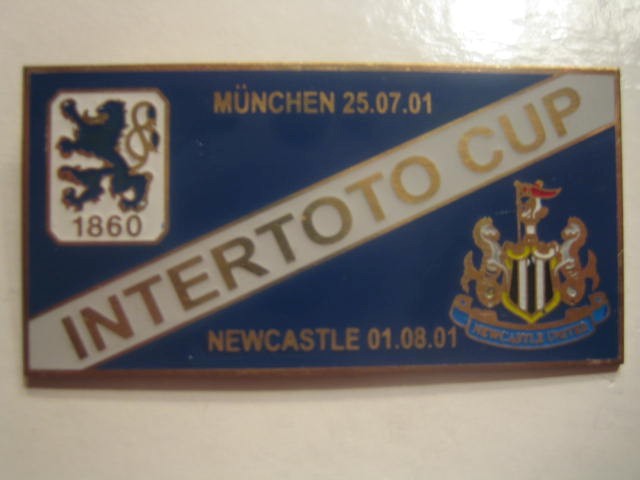 MÜNCHEN 25.07.01
1860
INTERTOTO CUP
NEWCASTLE 01.08.01
NEWCASTLE UNITED